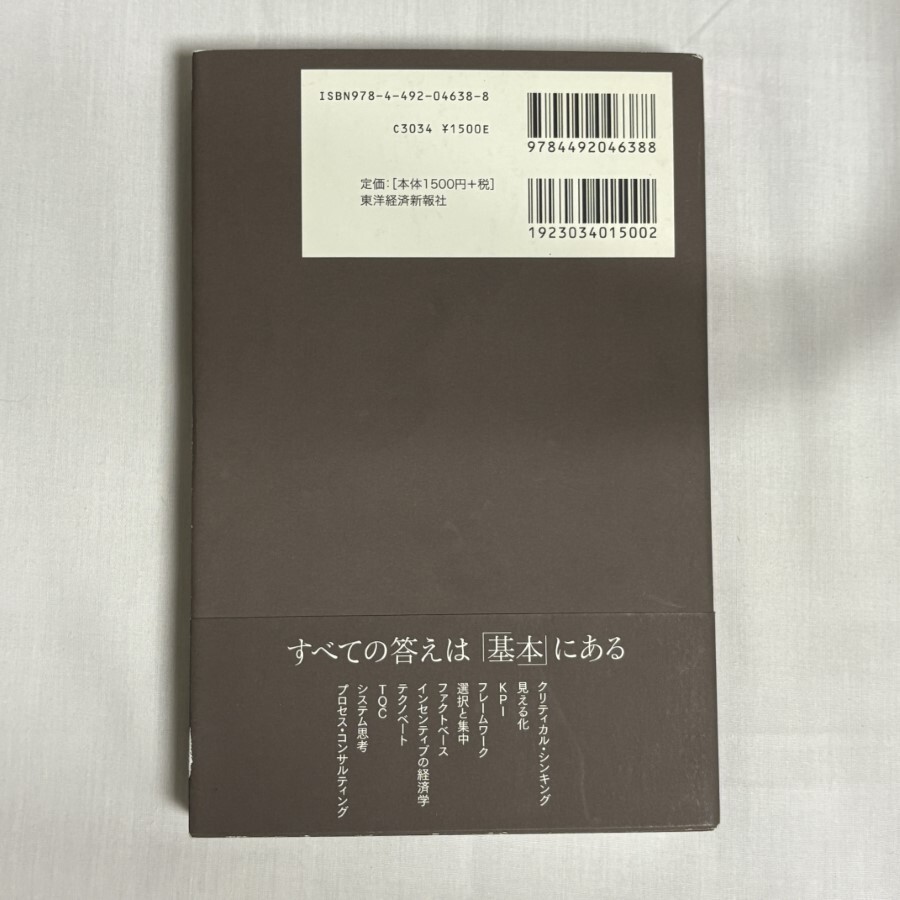 ISBN978-4-492-04638-8
C3034 ¥1500E
定価:[本体1500円+税]
東洋経済新報社
9784492046388
1923034015002
すべての答えは「基本」にある
クリティカル・シンキング
見える化
KPI
フレームワーク
選択と集中
ファクトベース
インセンティブの経済学
テクノベート
TQC
システム思考
プロセス・コンサルティング